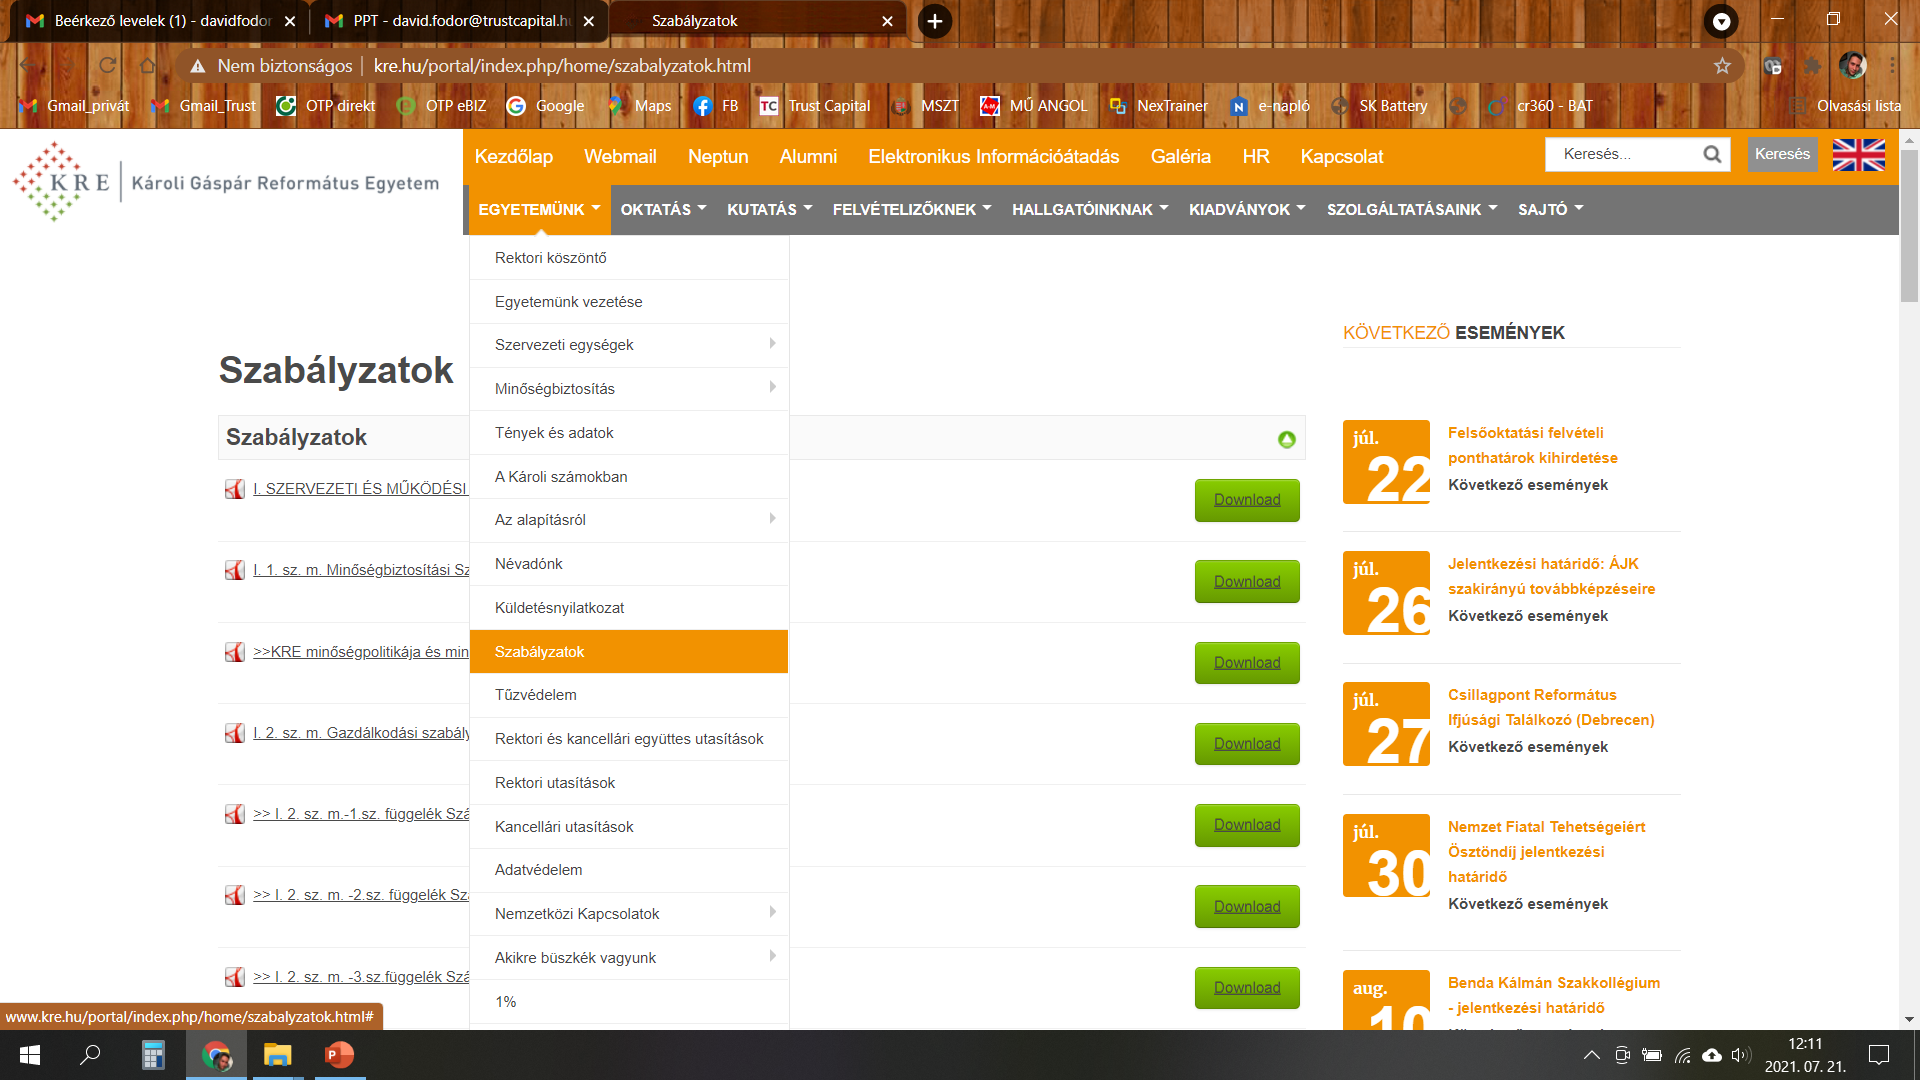 Beérkező levelek (1) - davidfodor
PPT - david.fodor@trustcapital.hu
Szabályzatok
Nem biztonságos | kre.hu/portal/index.php/home/szabalyzatok.html
Gmail_privát Gmail_Trust OTP direkt OTP eBIZ Google Maps FB Trust Capital MSZT MŰ ANGOL NexTrainer e-napló SK Battery cr360 - BAT Olvasási lista
KRE | Károli Gáspár Református Egyetem
Kezdőlap Webmail Neptun Alumni Elektronikus Információátadás Galéria HR Kapcsolat Keresés... Keresés
EGYETEMÜNK OKTATÁS KUTATÁS FELVÉTELIZŐKNEK HALLGATÓINKNAK KIADVÁNYOK SZOLGÁLTATÁSAINK SAJTÓ
Rektori köszöntő
Egyetemünk vezetése
Szervezeti egységek
Minőségbiztosítás
Tények és adatok
A Károli számokban
Az alapításról
Névadónk
Küldetésnyilatkozat
Szabályzatok
Tűzvédelem
Rektori és kancellári együttes utasítások
Rektori utasítások
Kancellári utasítások
Adatvédelem
Nemzetközi Kapcsolatok
Akikre büszkék vagyunk
1%
Szabályzatok
Szabályzatok
I. SZERVEZETI ÉS MŰKÖDÉSI
Download
I. 1. sz. m. Minőségbiztosítási Sz
Download
>>KRE minőségpolitikája és min
Download
I. 2. sz. m. Gazdálkodási szabály
Download
>> I. 2. sz. m.-1.sz. függelék Szá
Download
>> I. 2. sz. m. -2.sz. függelék Sz
Download
>> I. 2. sz. m. -3.sz.függelék Szá
Download
KÖVETKEZŐ ESEMÉNYEK
júl.
22
Felsőoktatási felvételi
ponthatárok kihirdetése
Következő események
júl.
26
Jelentkezési határidő: ÁJK
szakirányú továbbképzéseire
Következő események
júl.
27
Csillagpont Református
Ifjúsági Találkozó (Debrecen)
Következő események
júl.
30
Nemzet Fiatal Tehetségeiért
Ösztöndíj jelentkezési
határidő
Következő események
aug.
10
Benda Kálmán Szakkollégium
- jelentkezési határidő
www.kre.hu/portal/index.php/home/szabalyzatok.html#
12:11
2021. 07. 21.